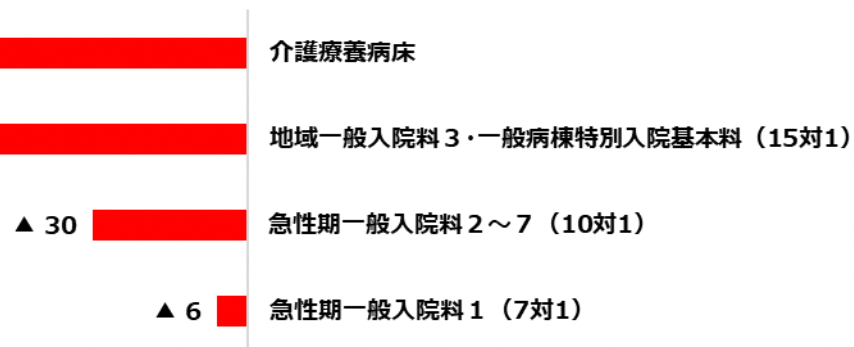 介護療養病床
地域一般入院料３・一般病棟特別入院基本料（15対1）
▲ 30 急性期一般入院料２～７（10対1）
▲ 6 急性期一般入院料１（7対1）